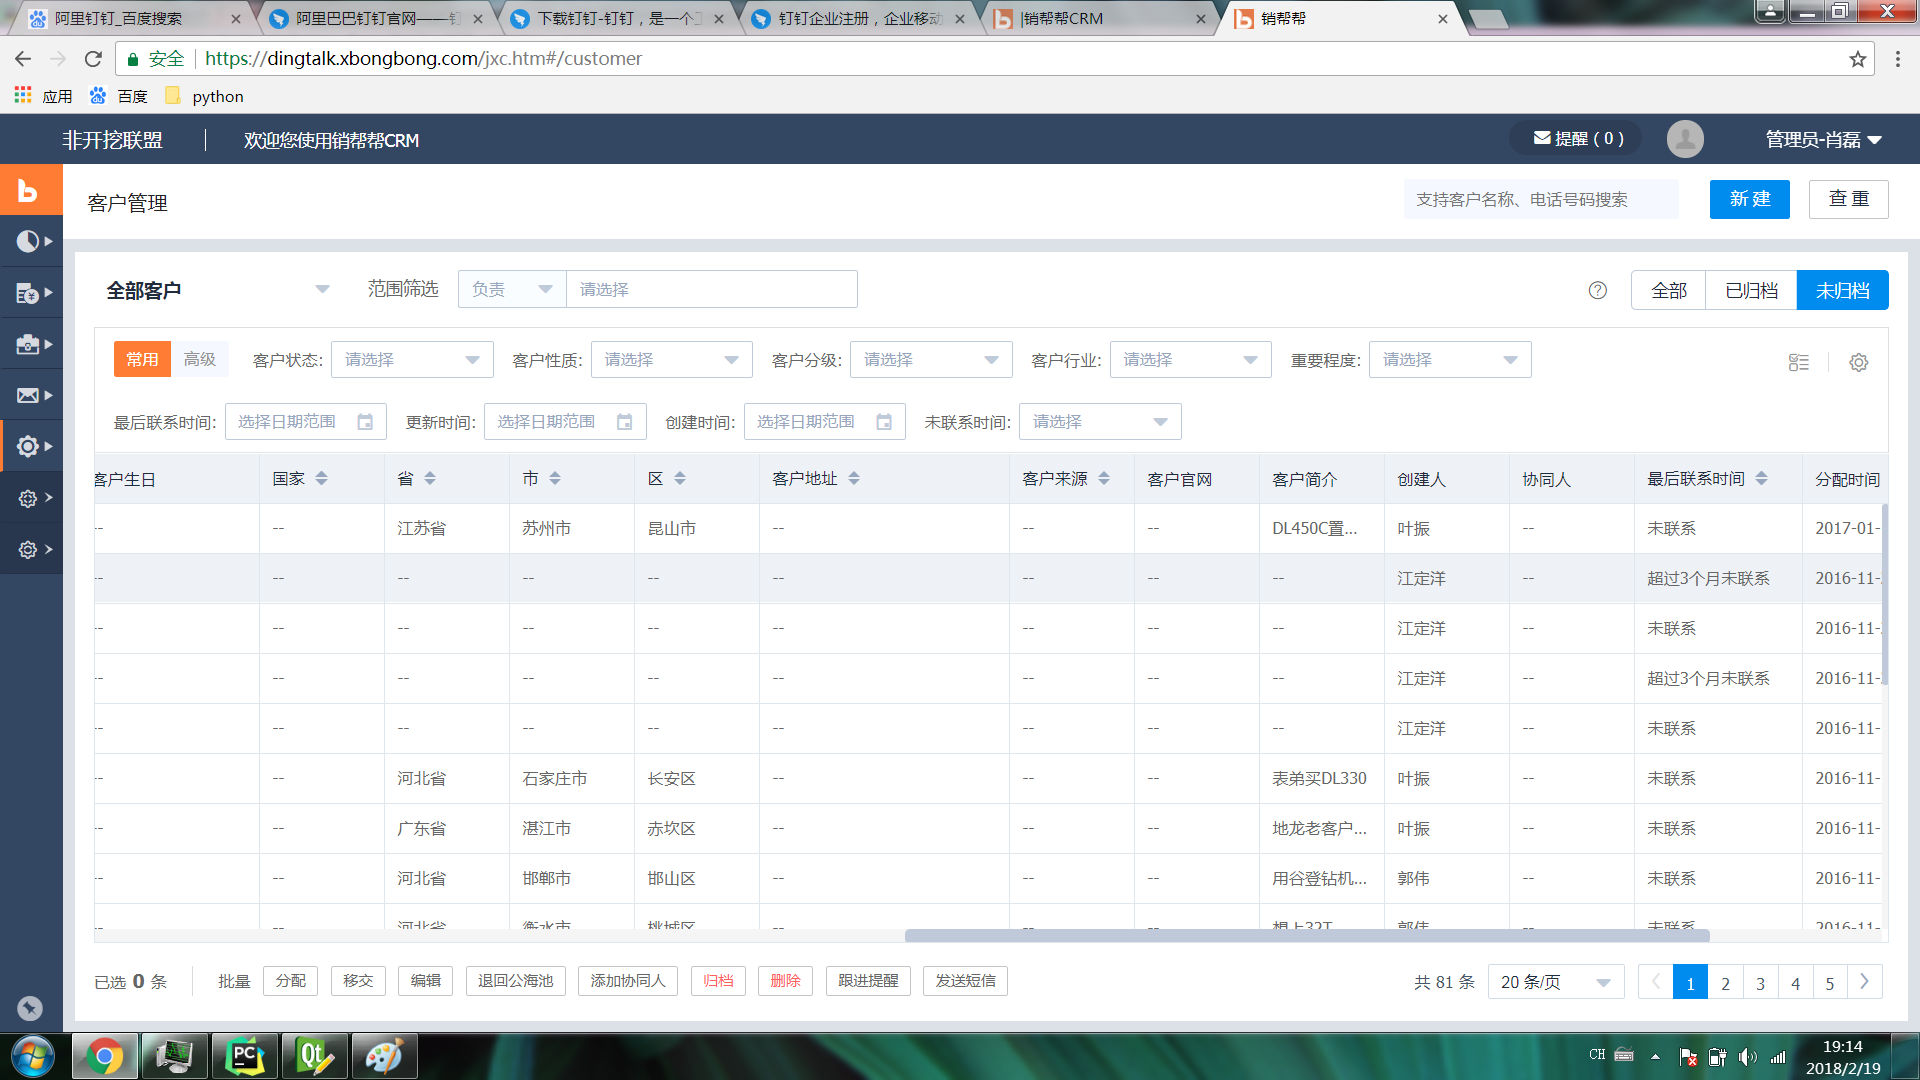 阿里钉钉_百度搜索
阿里巴巴钉钉官网——钉
下载钉钉-钉钉，是一个工
钉钉企业注册，企业移动
|销帮帮CRM
销帮帮
安全
https://dingtalk.xbongbong.com/jxc.htm#/customer
应用 百度 python
非开挖联盟 欢迎您使用销帮帮CRM 提醒 ( 0 ) 管理员-肖磊
客户管理 支持客户名称、电话号码搜索 新 建 查 重
全部客户 范围筛选 负责 请选择 全部 已归档 未归档
常用 高级 客户状态: 请选择 客户性质: 请选择 客户分级: 请选择 客户行业: 请选择 重要程度: 请选择
最后联系时间: 选择日期范围 更新时间: 选择日期范围 创建时间: 选择日期范围 未联系时间: 请选择
客户生日 国家 省 市 区 客户地址 客户来源 客户官网 客户简介 创建人 协同人 最后联系时间 分配时间
-- -- 江苏省 苏州市 昆山市 -- -- -- DL450C置... 叶振 -- 未联系 2017-01-
-- -- -- -- -- -- -- -- -- 江定洋 -- 超过3个月未联系 2016-11-
-- -- -- -- -- -- -- -- -- 江定洋 -- 未联系 2016-11-
-- -- -- -- -- -- -- -- -- 江定洋 -- 超过3个月未联系 2016-11-
-- -- -- -- -- -- -- -- -- 江定洋 -- 未联系 2016-11-
-- -- 河北省 石家庄市 长安区 -- -- -- 表弟买DL330 叶振 -- 未联系 2016-11-
-- -- 广东省 湛江市 赤坎区 -- -- -- 地龙老客户... 叶振 -- 未联系 2016-11-
-- -- 河北省 邯郸市 邯山区 -- -- -- 用谷登钻机... 郭伟 -- 未联系 2016-11-
-- -- 河北省 衡水市 桃城区 -- -- -- 想上32T 郭伟 -- 未联系 2016-11-
已选 0 条 批量 分配 移交 编辑 退回公海池 添加协同人 归档 删除 跟进提醒 发送短信 共 81 条 20 条/页 1 2 3 4 5
CH
19:14
2018/2/19